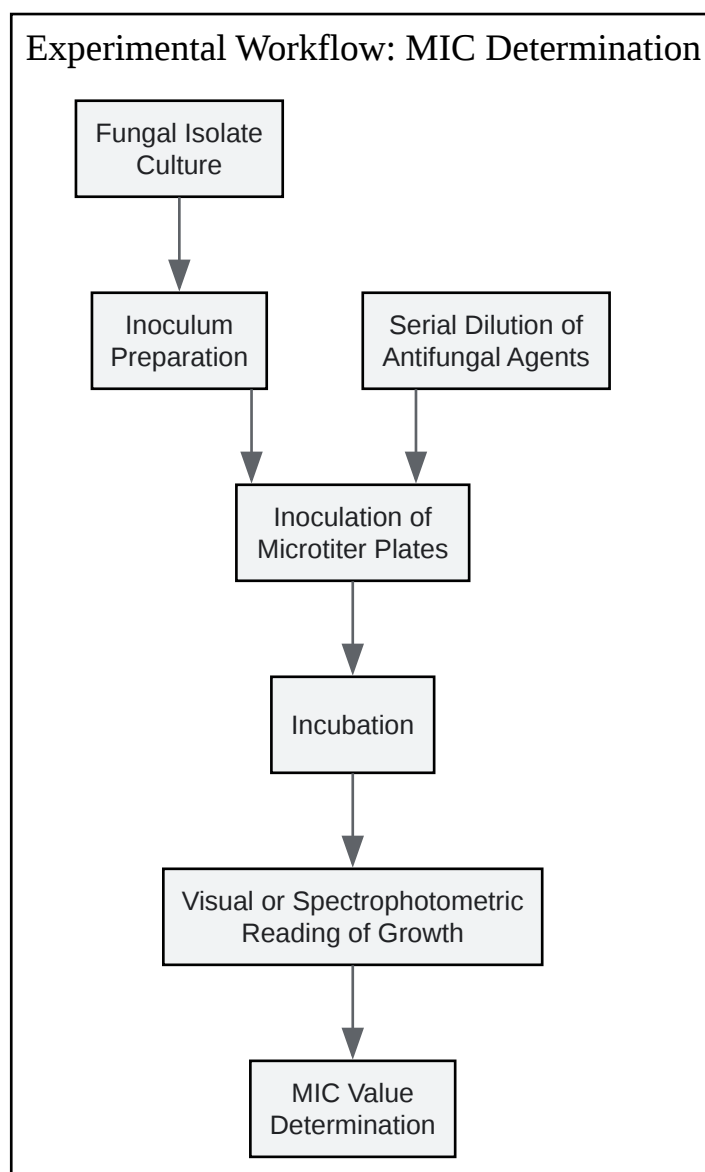 Experimental Workflow: MIC Determination
Fungal Isolate
Culture
Inoculum
Preparation
Serial Dilution of
Antifungal Agents
Inoculation of
Microtiter Plates
Incubation
Visual or Spectrophotometric
Reading of Growth
MIC Value
Determination